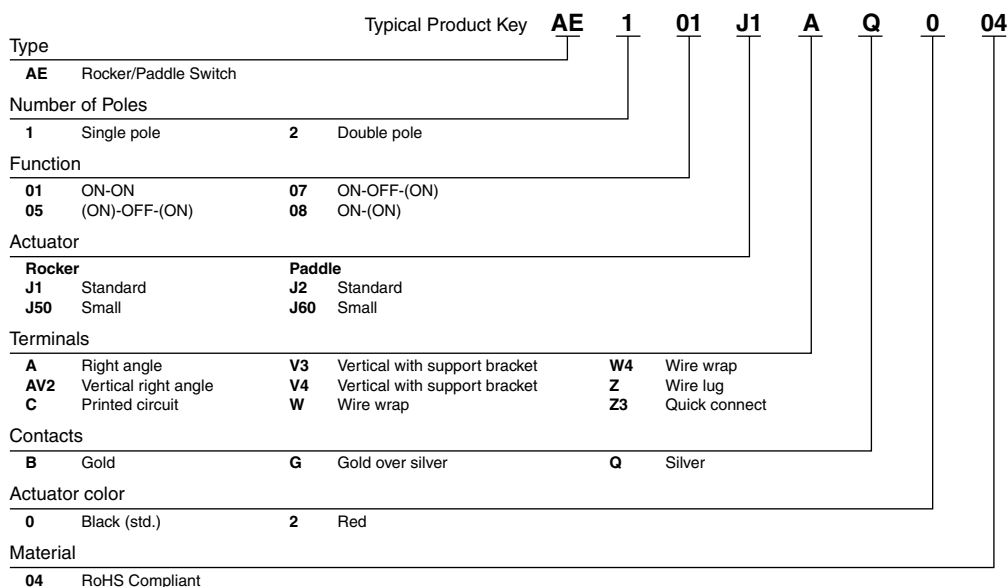 Typical Product Key AE 1 01 J1 A Q 0 04
Type
AE Rocker/Paddle Switch
Number of Poles
1 Single pole 2 Double pole
Function
01 ON-ON 07 ON-OFF-(ON)
05 (ON)-OFF-(ON) 08 ON-(ON)
Actuator
Rocker Paddle
J1 Standard J2 Standard
J50 Small J60 Small
Terminals
A Right angle V3 Vertical with support bracket W4 Wire wrap
AV2 Vertical right angle V4 Vertical with support bracket Z Wire lug
C Printed circuit W Wire wrap Z3 Quick connect
Contacts
B Gold G Gold over silver Q Silver
Actuator color
0 Black (std.) 2 Red
Material
04 RoHS Compliant